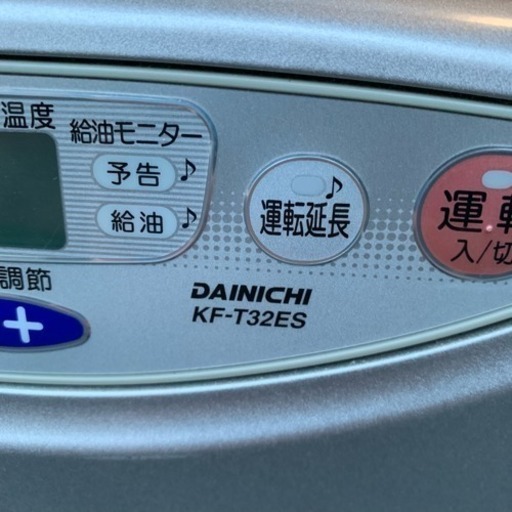 温度
給油モニター
予告♪
給油♪
運転延長
♪
運転
入/切
調節
+
DAINICHI
KF-T32ES